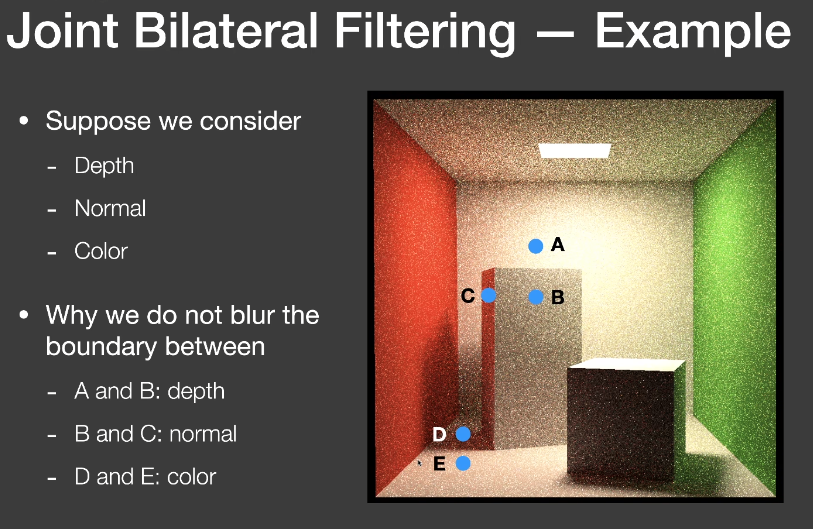 Joint Bilateral Filtering — Example
• Suppose we consider
- Depth
- Normal
- Color
• Why we do not blur the
boundary between
- A and B: depth
- B and C: normal
- D and E: color
A
C
B
D
E